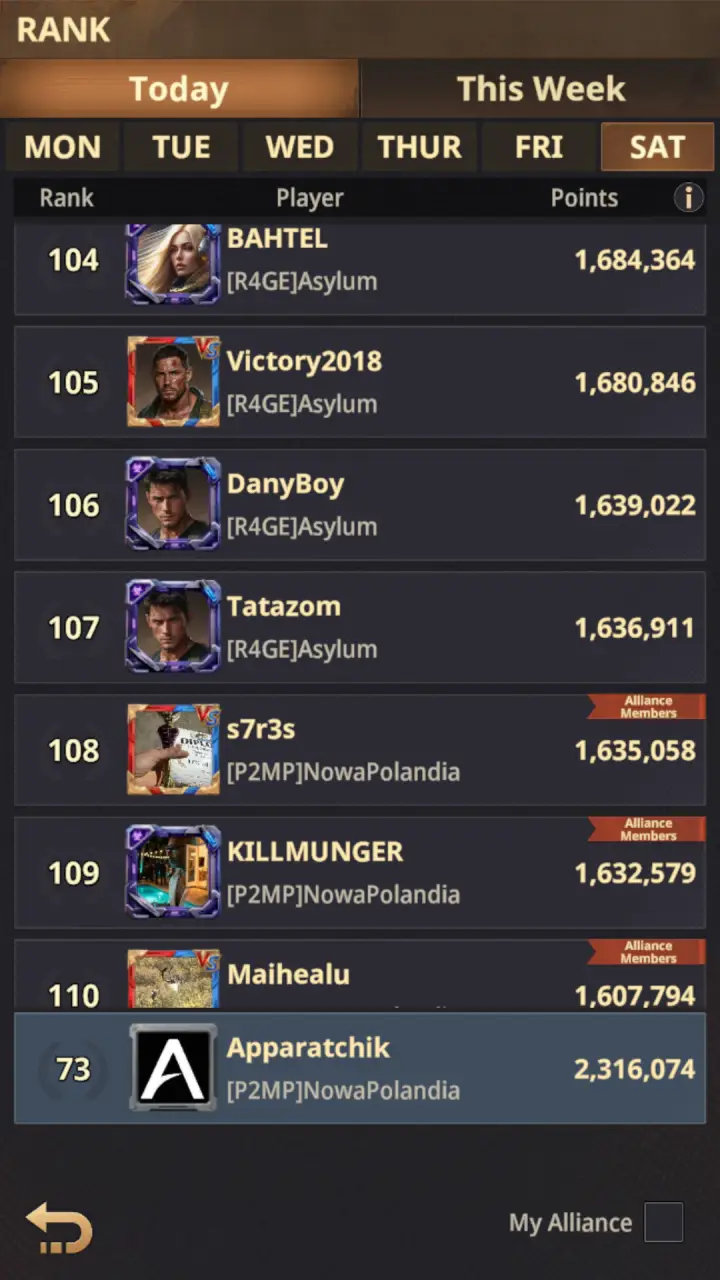 RANK
Today
This Week
MON
TUE
WED
THUR
FRI
SAT
Rank
Player
Points
104
BAHTEL
[R4GE]Asylum
1,684,364
105
Victory2018
[R4GE]Asylum
1,680,846
106
DanyBoy
[R4GE]Asylum
1,639,022
107
Tatazom
[R4GE]Asylum
1,636,911
108
s7r3s
[P2MP]NowaPolandia
Alliance
Members
1,635,058
109
KILLMUNGER
[P2MP]NowaPolandia
Alliance
Members
1,632,579
110
Maihealu
Alliance
Members
1,607,794
73
Apparatchik
[P2MP]NowaPolandia
2,316,074
My Alliance